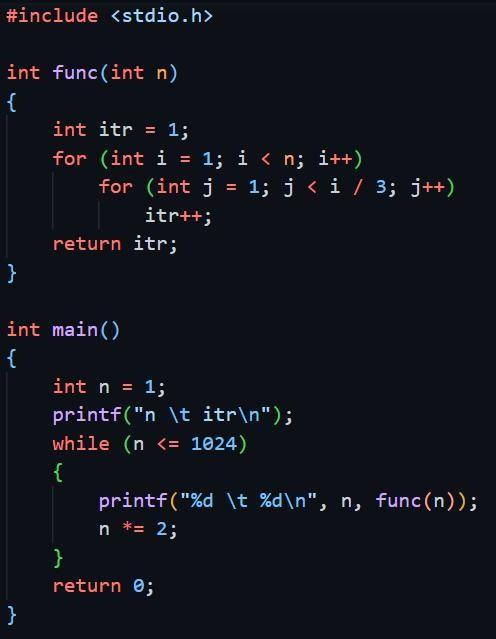 #include <stdio.h>

int func(int n)
{
    int itr = 1;
    for (int i = 1; i < n; i++)
        for (int j = 1; j < i / 3; j++)
            itr++;
    return itr;
}

int main()
{
    int n = 1;
    printf("n \t itr\n");
    while (n <= 1024)
    {
        printf("%d \t %d\n", n, func(n));
        n *= 2;
    }
    return 0;
}